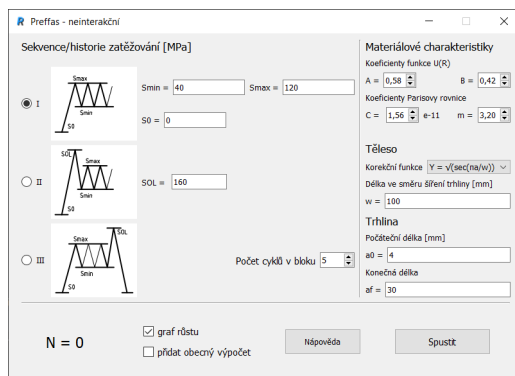 Preffas - neinterakční
Sekvence/historie zatěžování [MPa]
I
Smax
Smin
S0
Smin = 40
Smax = 120
S0 = 0
II
SOL
Smax
Smin
S0
SOL = 160
III
Smax
SOL
Smin
S0
Počet cyklů v bloku 5
Materiálové charakteristiky
Koeficienty funkce U(R)
A = 0,58
B = 0,42
Koeficienty Parisovy rovnice
C = 1,56 e-11
m = 3,20
Těleso
Korekční funkce Y = √(sec(πa/w))
Délka ve směru šíření trhliny [mm]
w = 100
Trhlina
Počáteční délka [mm]
a0 = 4
Konečná délka
af = 30
N = 0
graf růstu
přidat obecný výpočet
Nápověda
Spustit